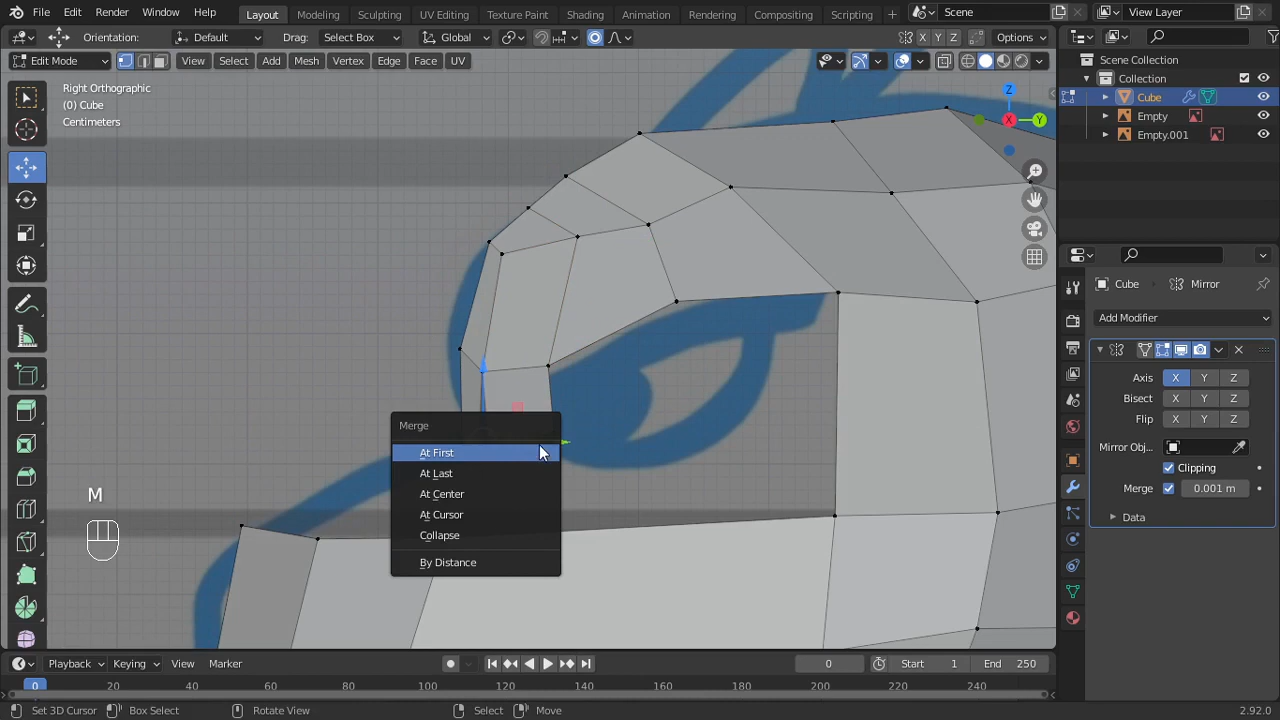 File Edit Render Window Help Layout Modeling Sculpting UV Editing Texture Paint Shading Animation Rendering Compositing Scripting + Scene View Layer
Orientation: Default Drag: Select Box Global X Y Z Options
Edit Mode View Select Add Mesh Vertex Edge Face UV
Right Orthographic
(0) Cube
Centimeters
Z
X
Y
Scene Collection
Collection
Cube
Empty
Empty.001
Cube Mirror
Add Modifier
Axis X Y Z
Bisect X Y Z
Flip X Y Z
Mirror Obj...
Clipping
Merge 0.001 m
Data
Merge
At First
At Last
At Center
At Cursor
Collapse
By Distance
M
Playback Keying View Marker 0 Start 1 End 250
0 20 40 60 80 100 120 140 160 180 200 220 240
Set 3D Cursor Box Select Rotate View Select Move 2.92.0